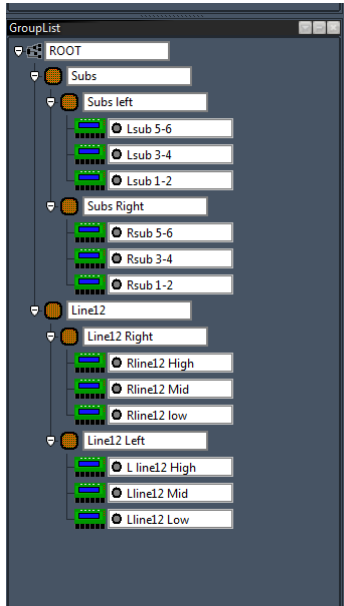 GroupList
ROOT
Subs
Subs left
Lsub 5-6
Lsub 3-4
Lsub 1-2
Subs Right
Rsub 5-6
Rsub 3-4
Rsub 1-2
Line12
Line12 Right
Rline12 High
Rline12 Mid
Rline12 low
Line12 Left
L line12 High
Lline12 Mid
Lline12 Low